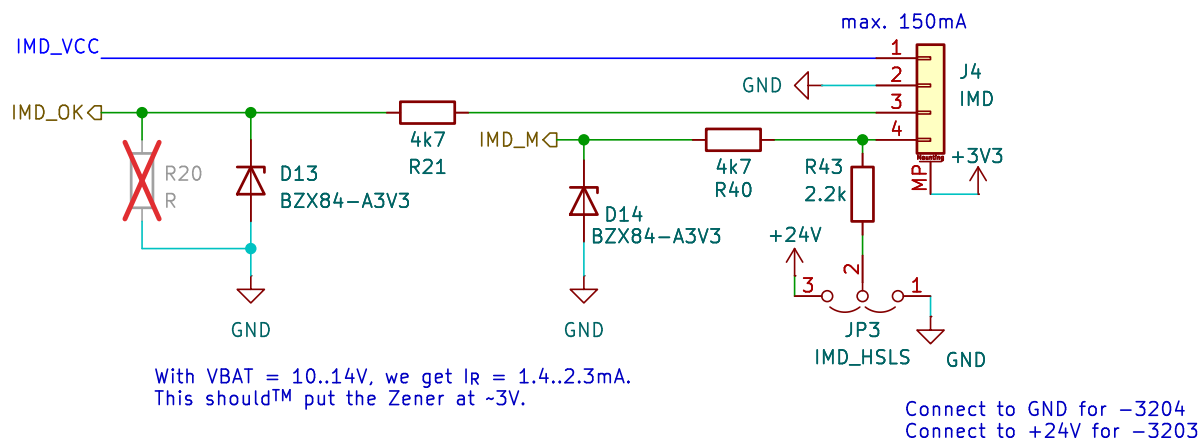 max. 150mA
IMD_VCC
1
GND
2
J4
IMD
IMD_OK
3
4k7
R21
IMD_M
4
4k7
R40
Mounting
MP
+3V3
R20
R
D13
BZX84-A3V3
R43
2.2k
D14
BZX84-A3V3
+24V
2
3
1
GND
GND
JP3
IMD_HSLS
GND
With VBAT = 10..14V, we get IR = 1.4..2.3mA.
This should™ put the Zener at ~3V.
Connect to GND for -3204
Connect to +24V for -3203